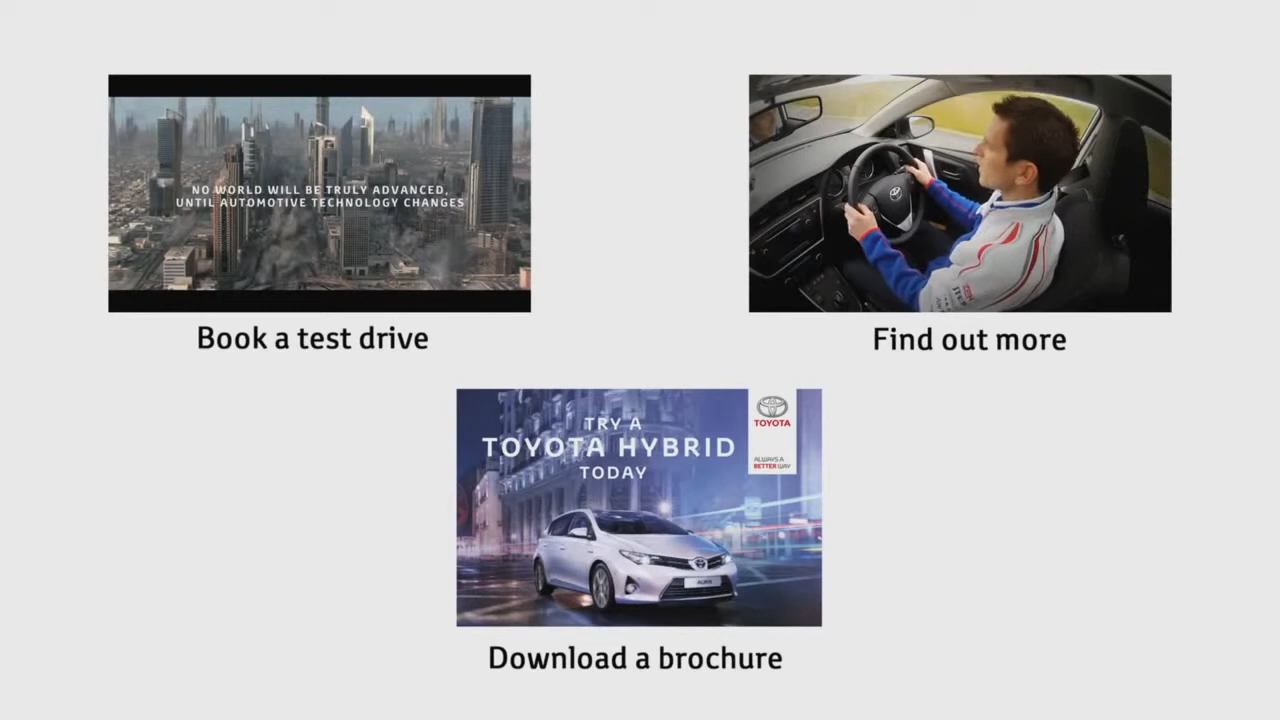 NO WORLD WILL BE TRULY ADVANCED,
UNTIL AUTOMOTIVE TECHNOLOGY CHANGES
Book a test drive
Find out more
TRY A
TOYOTA HYBRID
TODAY
TOYOTA
ALWAYS A
BETTER WAY
AURIS
Download a brochure